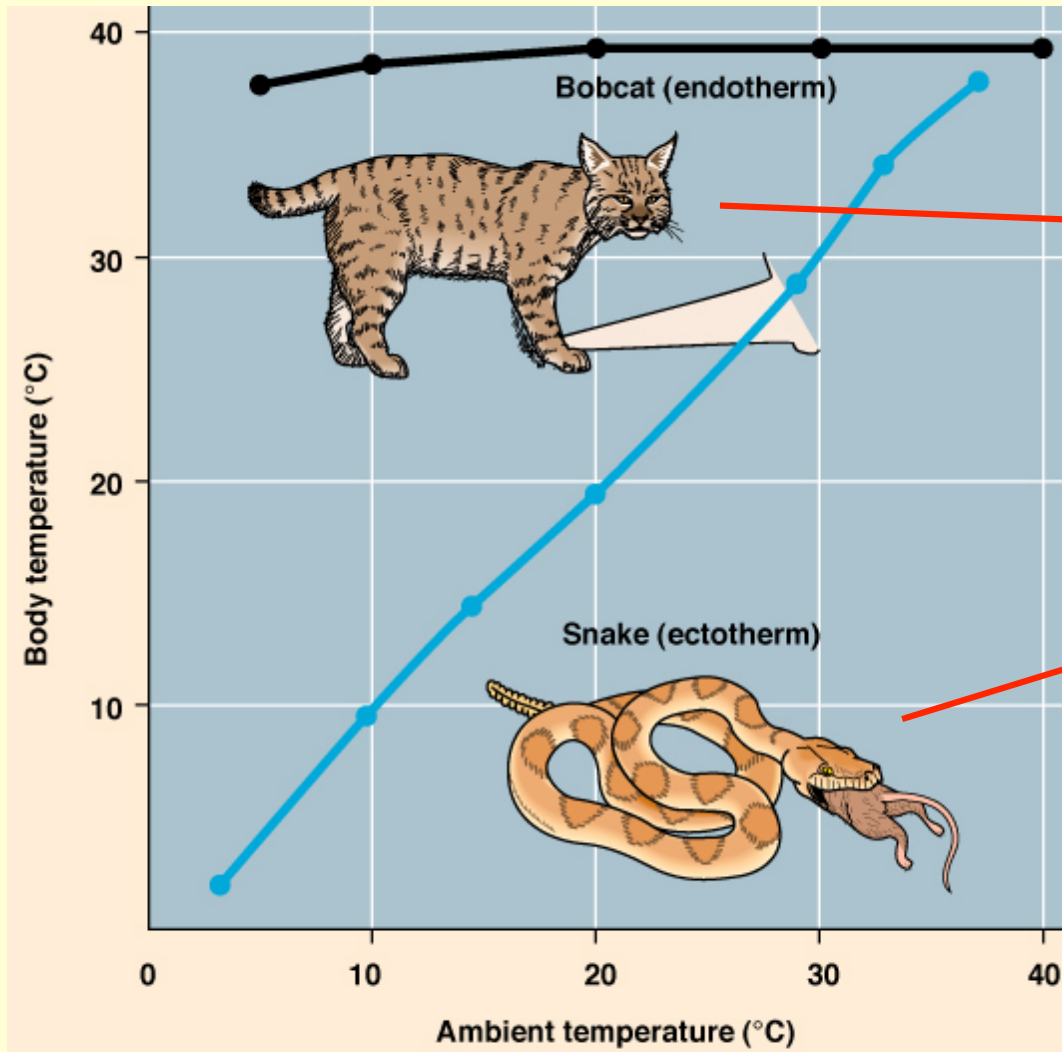 40
Bobcat (endotherm)
30
Body temperature (°C)
20
Snake (ectotherm)
10
0 10 20 30 40
Ambient temperature (°C)